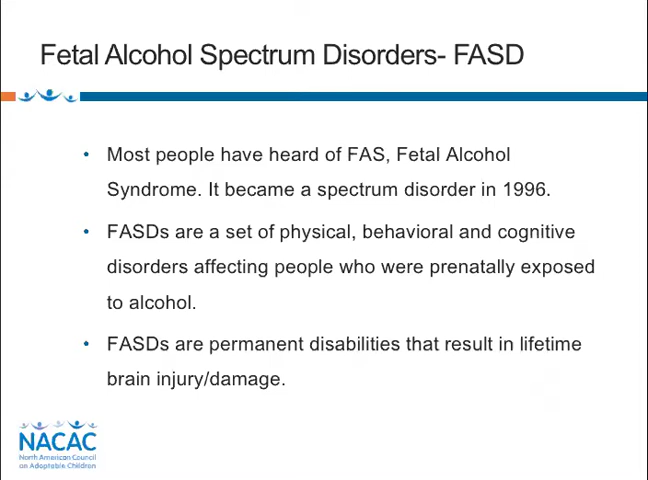 Fetal Alcohol Spectrum Disorders- FASD
• Most people have heard of FAS, Fetal Alcohol
Syndrome. It became a spectrum disorder in 1996.
• FASDs are a set of physical, behavioral and cognitive
disorders affecting people who were prenatally exposed
to alcohol.
• FASDs are permanent disabilities that result in lifetime
brain injury/damage.
NACAC
North American Council
on Adoptable Children